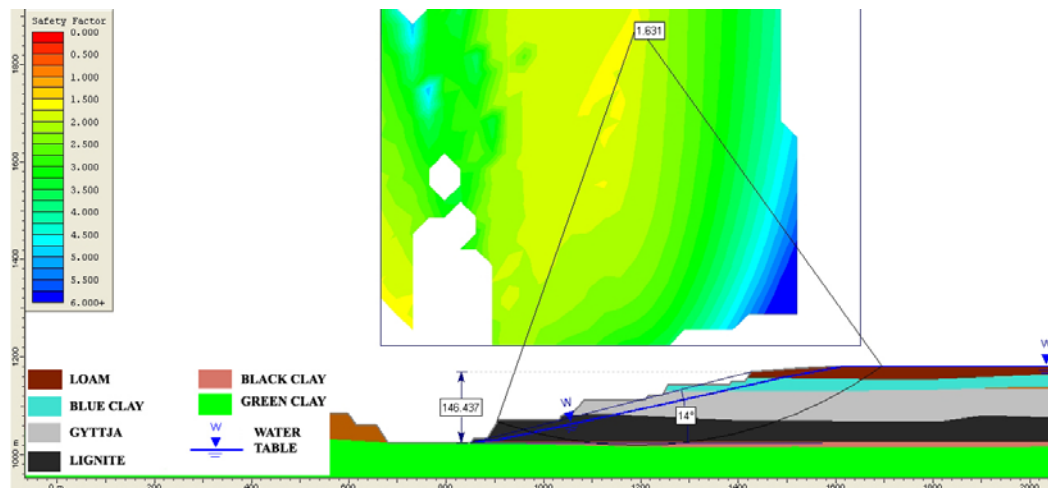 Safety Factor
0.000
0.500
1.000
1.500
2.000
2.500
3.000
3.500
4.000
4.500
5.000
5.500
6.000+
1.631
1800
1600
1400
1200
1000
W
W
146.437
14°
LOAM
BLUE CLAY
GYTTJA
LIGNITE
BLACK CLAY
GREEN CLAY
W
WATER
TABLE
0 m
200
400
600
800
1000
1200
1400
1600
1800
2000